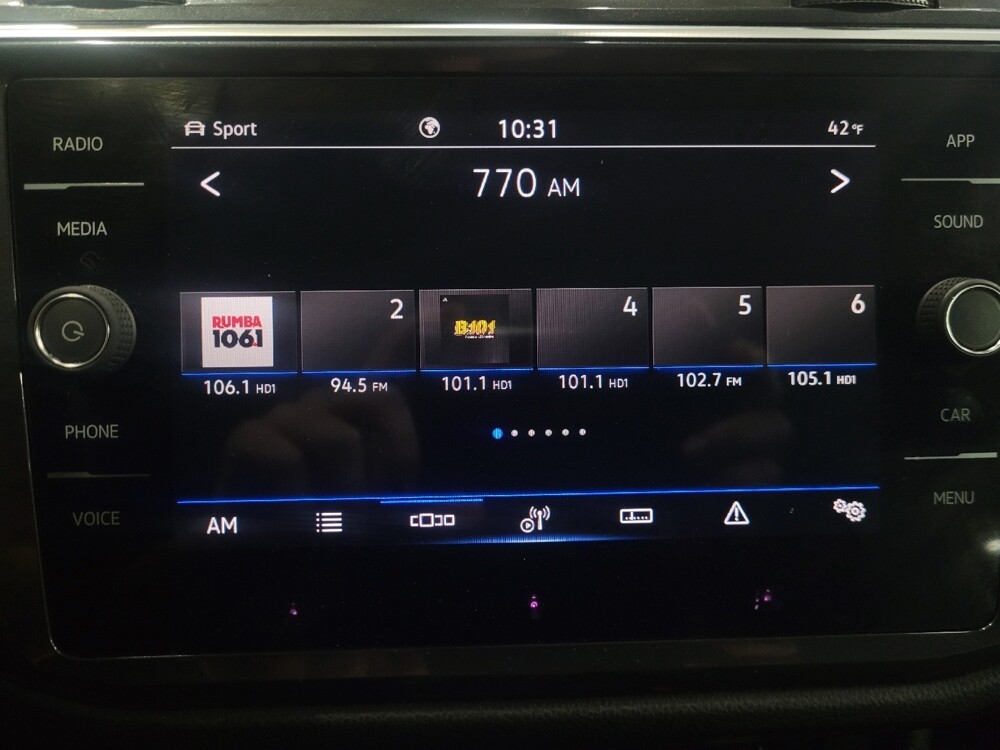 RADIO
MEDIA
PHONE
VOICE
Sport 10:31 42°F
< 770 AM >
RUMBA
106.1
2
B101
4
5
6
106.1 HD1
94.5 FM
101.1 HD1
101.1 HD1
102.7 FM
105.1 HD1
AM
APP
SOUND
CAR
MENU